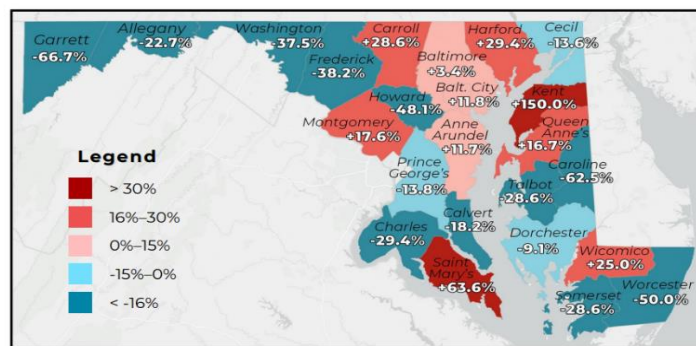 Garrett
-66.7%
Allegany
-22.7%
Washington
-37.5%
Frederick
-38.2%
Carroll
+28.6%
Baltimore
+3.4%
Harford
+29.4%
Cecil
-13.6%
Howard
-48.1%
Balt. City
+11.8%
Kent
+150.0%
Montgomery
+17.6%
Anne
Arundel
+11.7%
Queen
Anne's
+16.7%
Prince
George's
-13.8%
Caroline
-62.5%
Talbot
-28.6%
Calvert
-18.2%
Charles
-29.4%
Dorchester
-9.1%
Saint
Mary's
+63.6%
Wicomico
+25.0%
Somerset
-28.6%
Worcester
-50.0%
Legend
> 30%
16%–30%
0%–15%
-15%–0%
< -16%